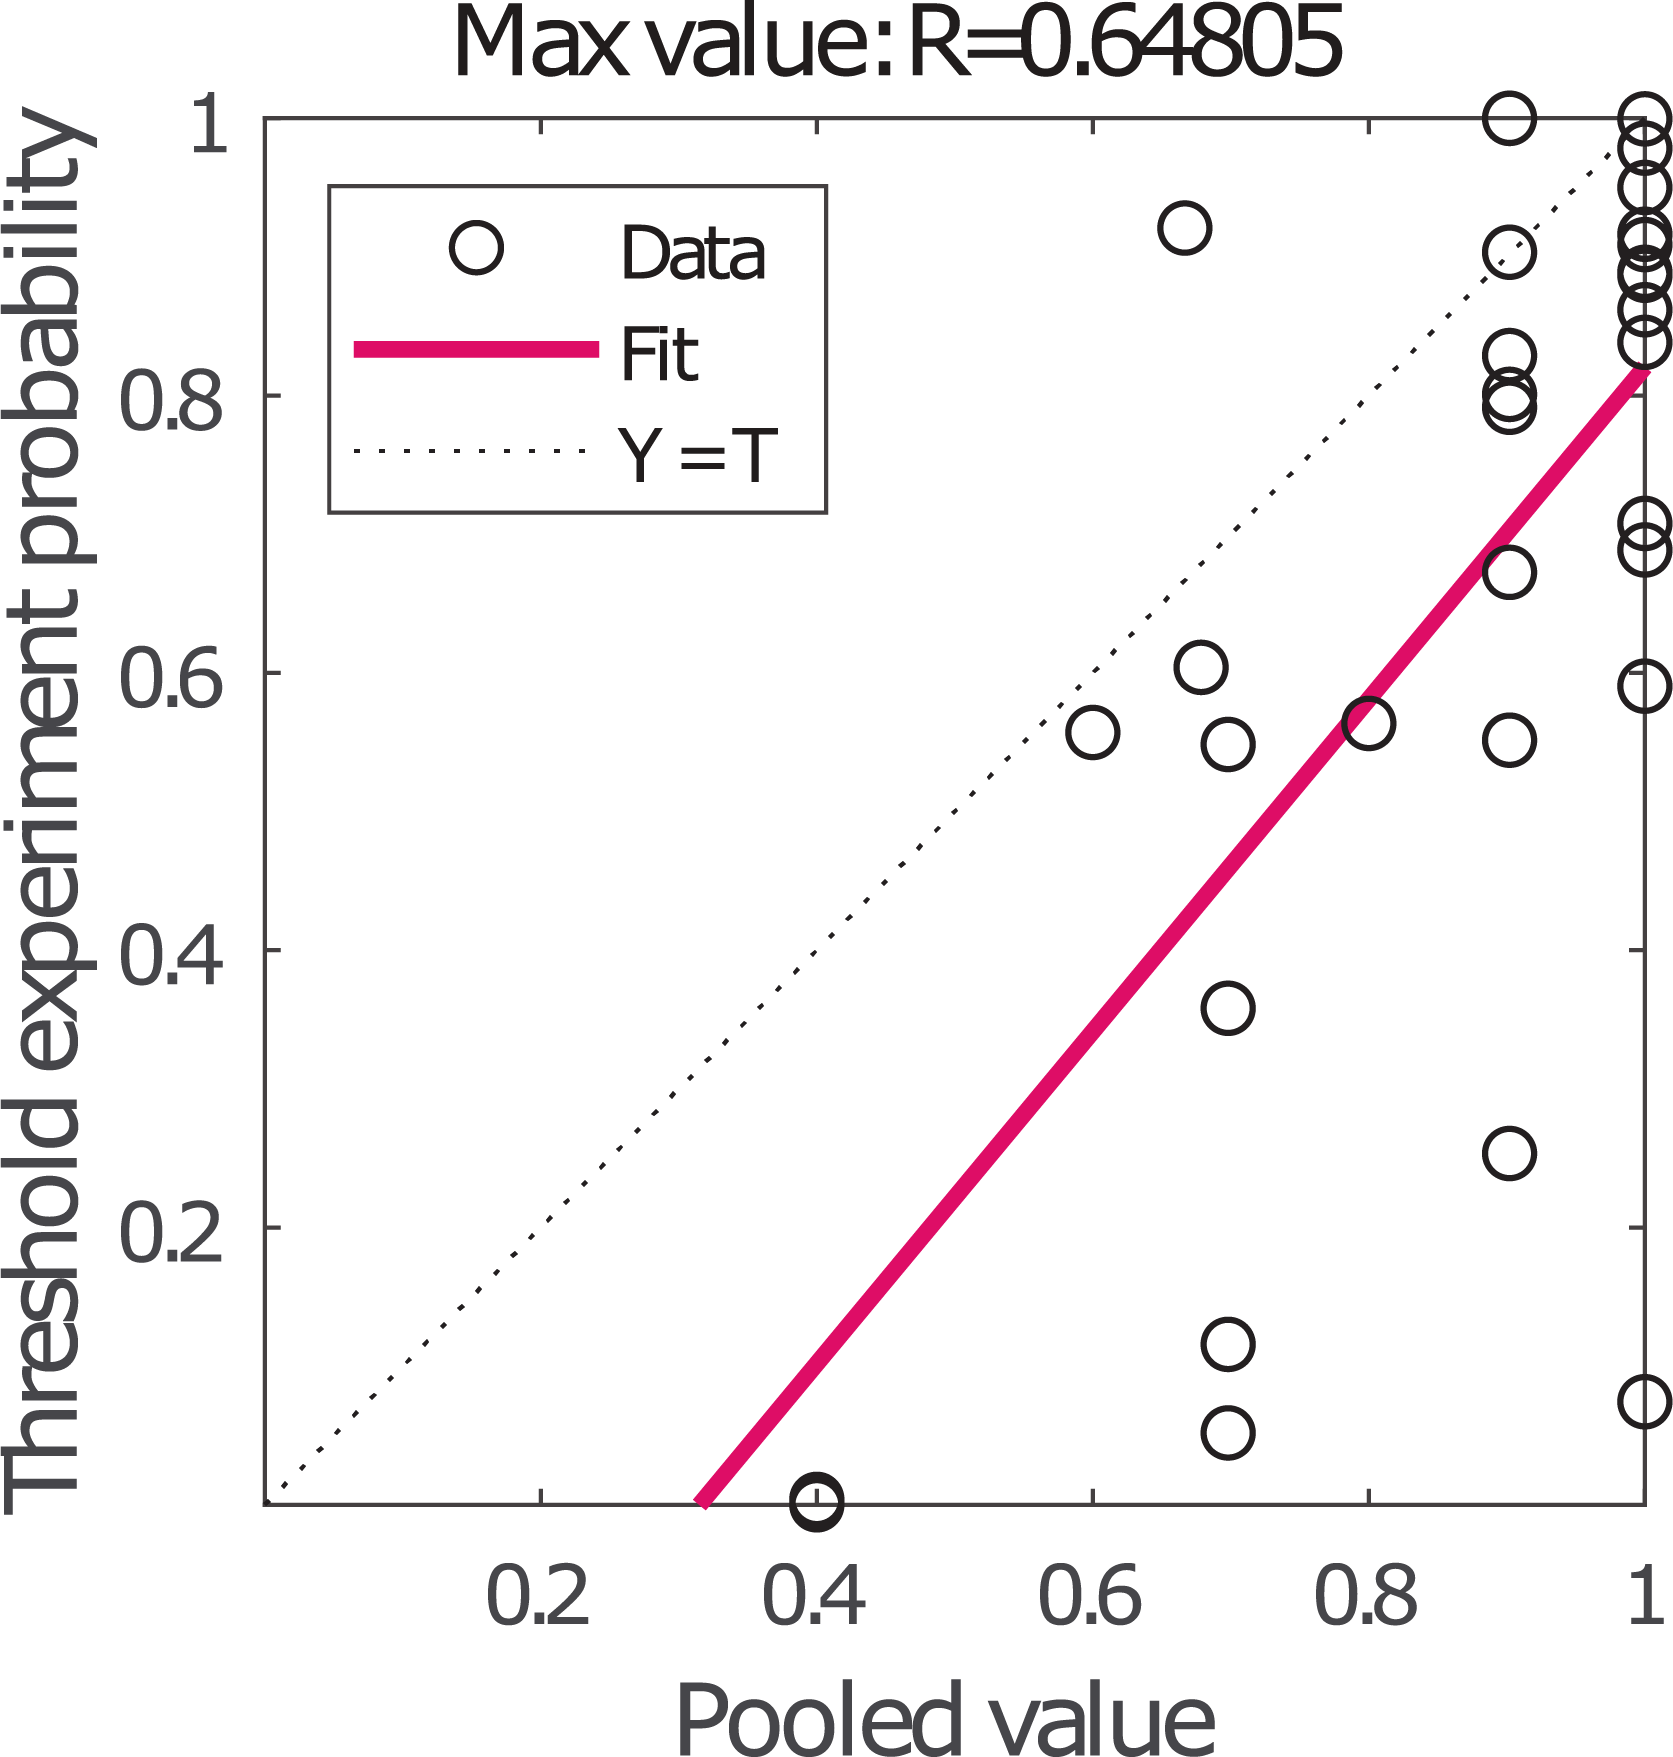 Max value: R=0.64805
Threshold experiment probability
1
0.8
0.6
0.4
0.2
Data
Fit
Y = T
0.2
0.4
0.6
0.8
1
Pooled value